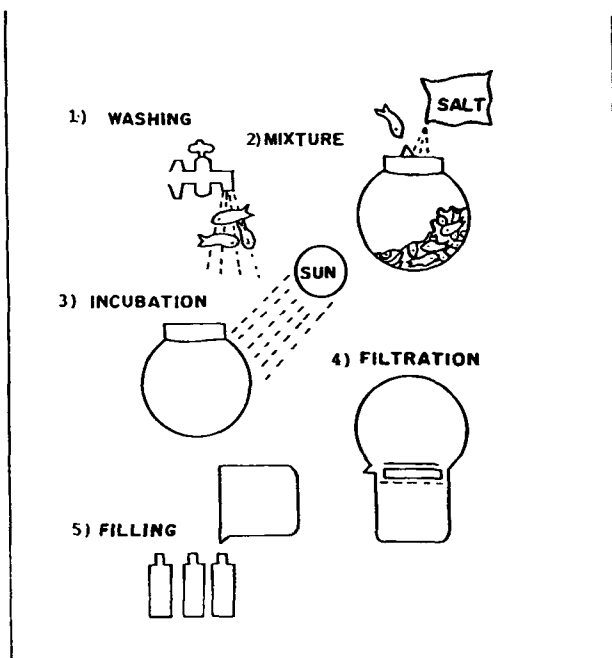 1) WASHING
2) MIXTURE
SALT
SUN
3) INCUBATION
4) FILTRATION
5) FILLING